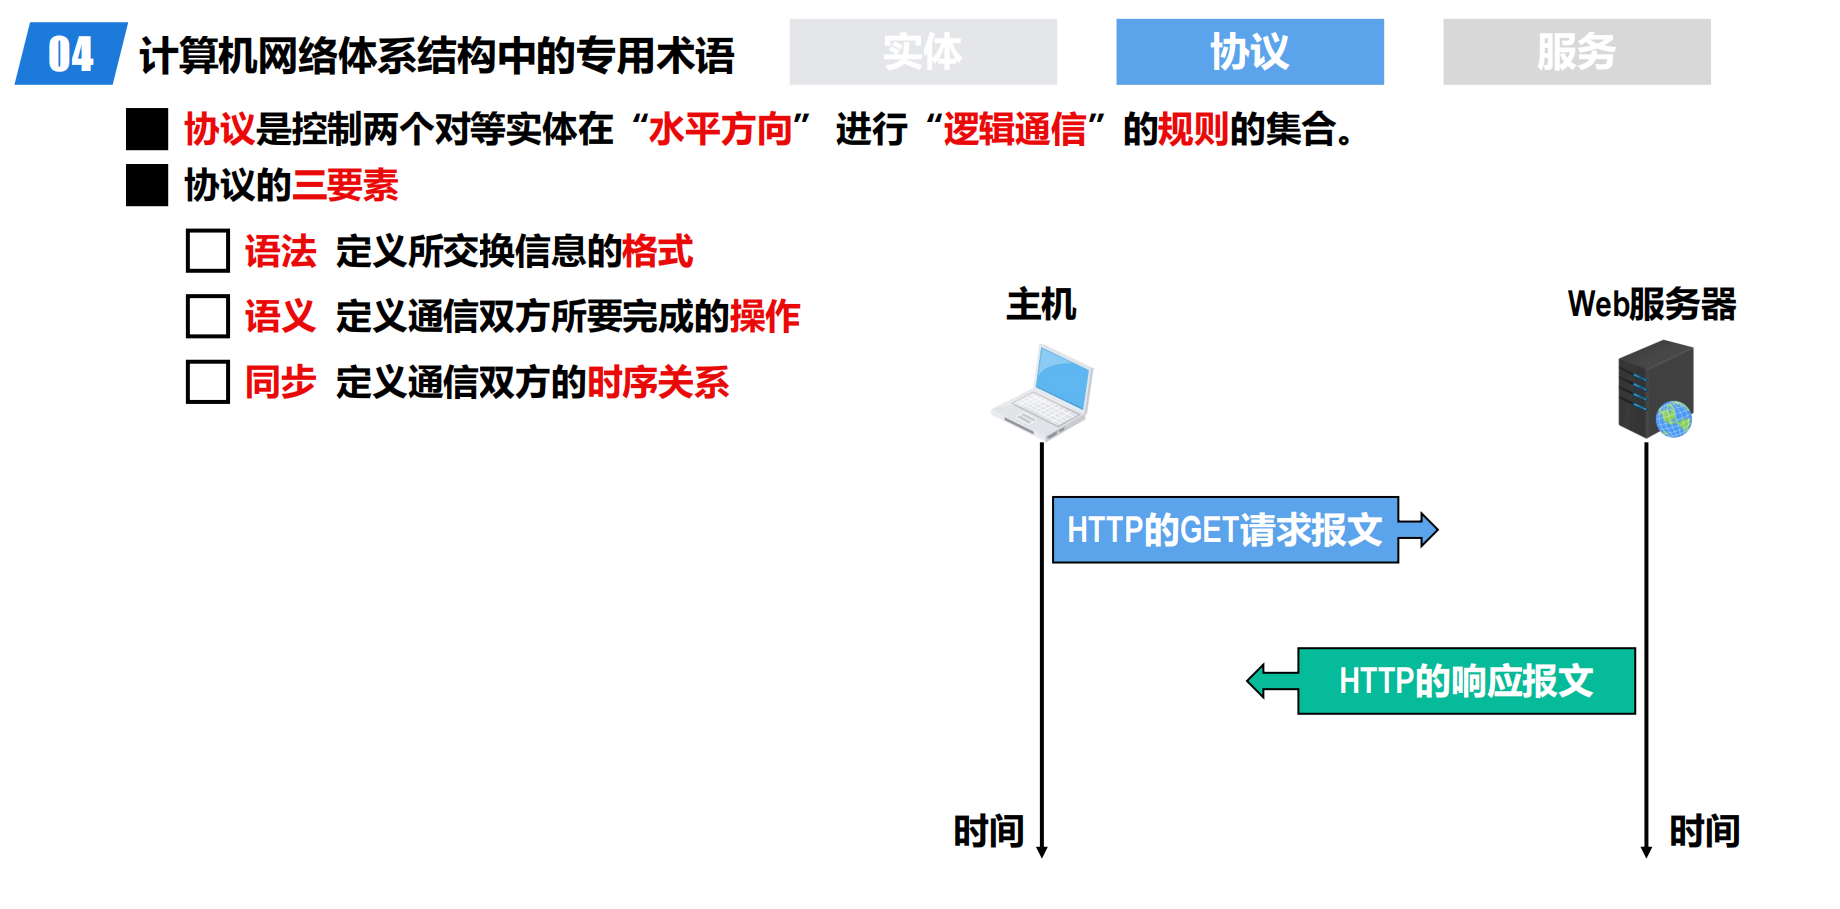 04 计算机网络体系结构中的专用术语 实体 协议 服务
协议是控制两个对等实体在“水平方向” 进行“逻辑通信”的规则的集合。
协议的三要素
语法 定义所交换信息的格式
语义 定义通信双方所要完成的操作
同步 定义通信双方的时序关系
主机 Web服务器
HTTP的GET请求报文
HTTP的响应报文
时间 时间